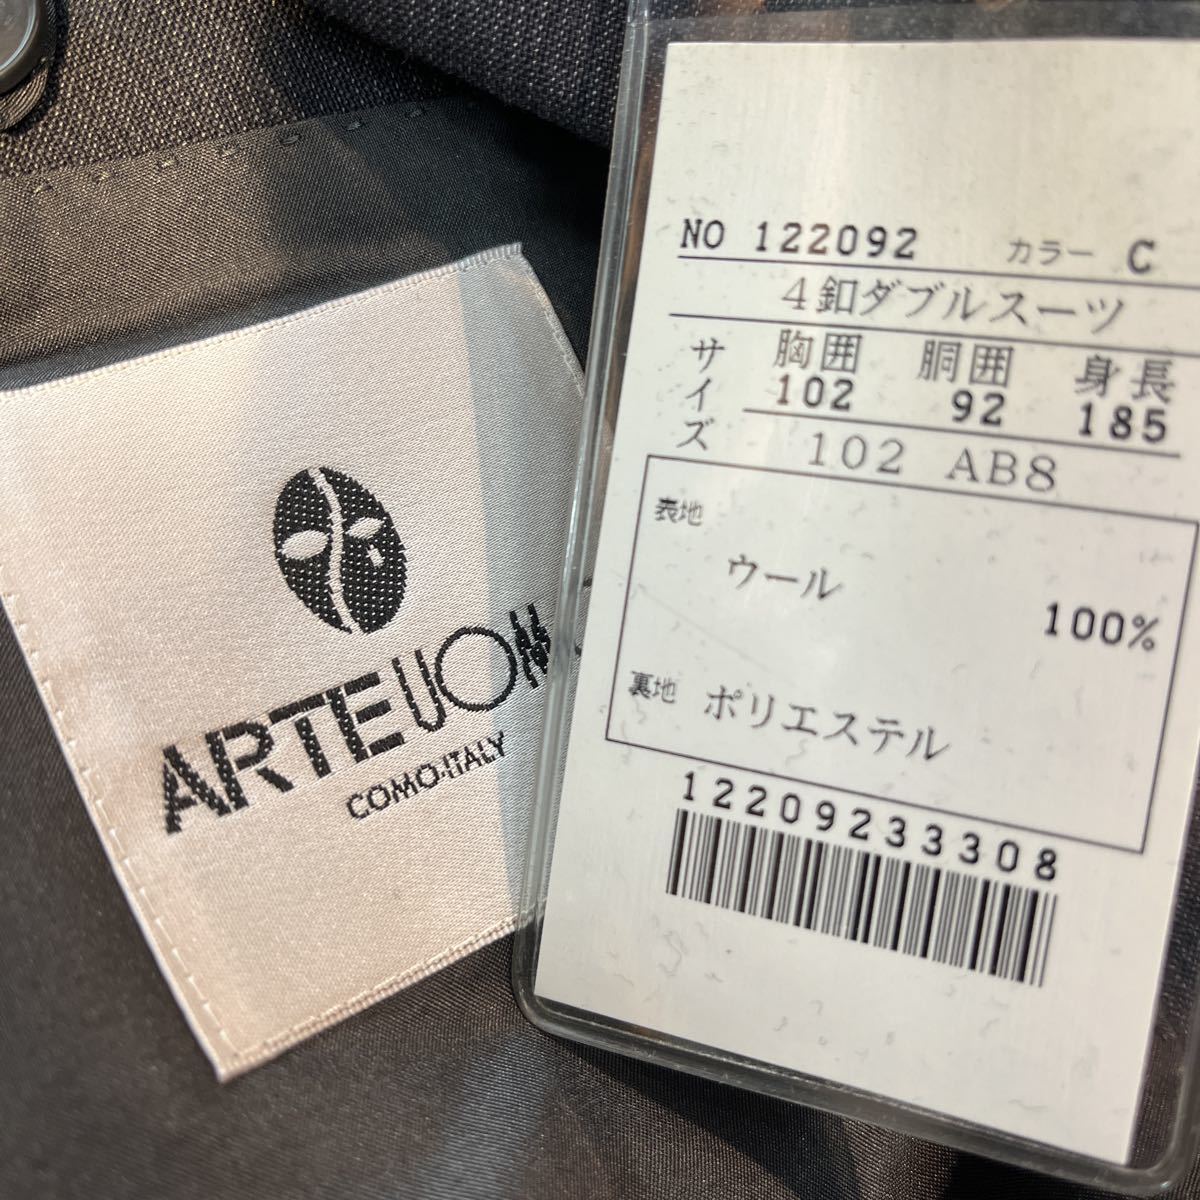 ARTE
COMO・ITALY
NO 122092 カラー C
4釦ダブルスーツ
サイズ
胸囲 胴囲 身長
102 92 185
102 AB8
表地
ウール
100%
裏地 ポリエステル
12209233308